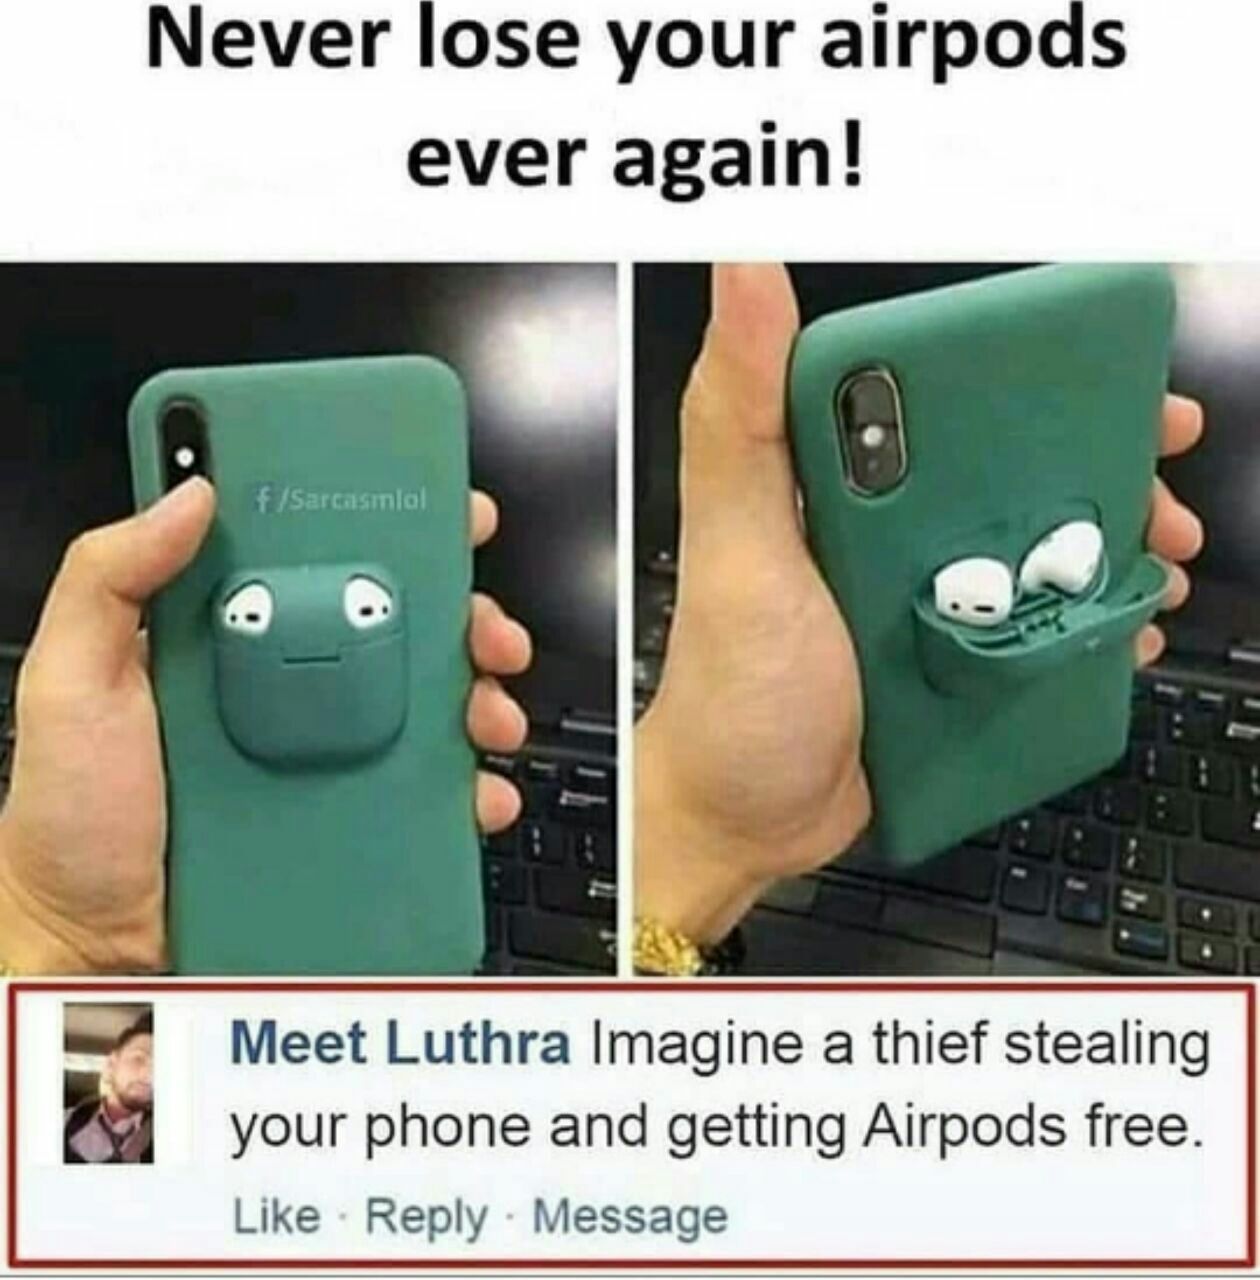 Never lose your airpods
ever again!
f /Sarcasmlol
Meet Luthra Imagine a thief stealing
your phone and getting Airpods free.
Like · Reply · Message